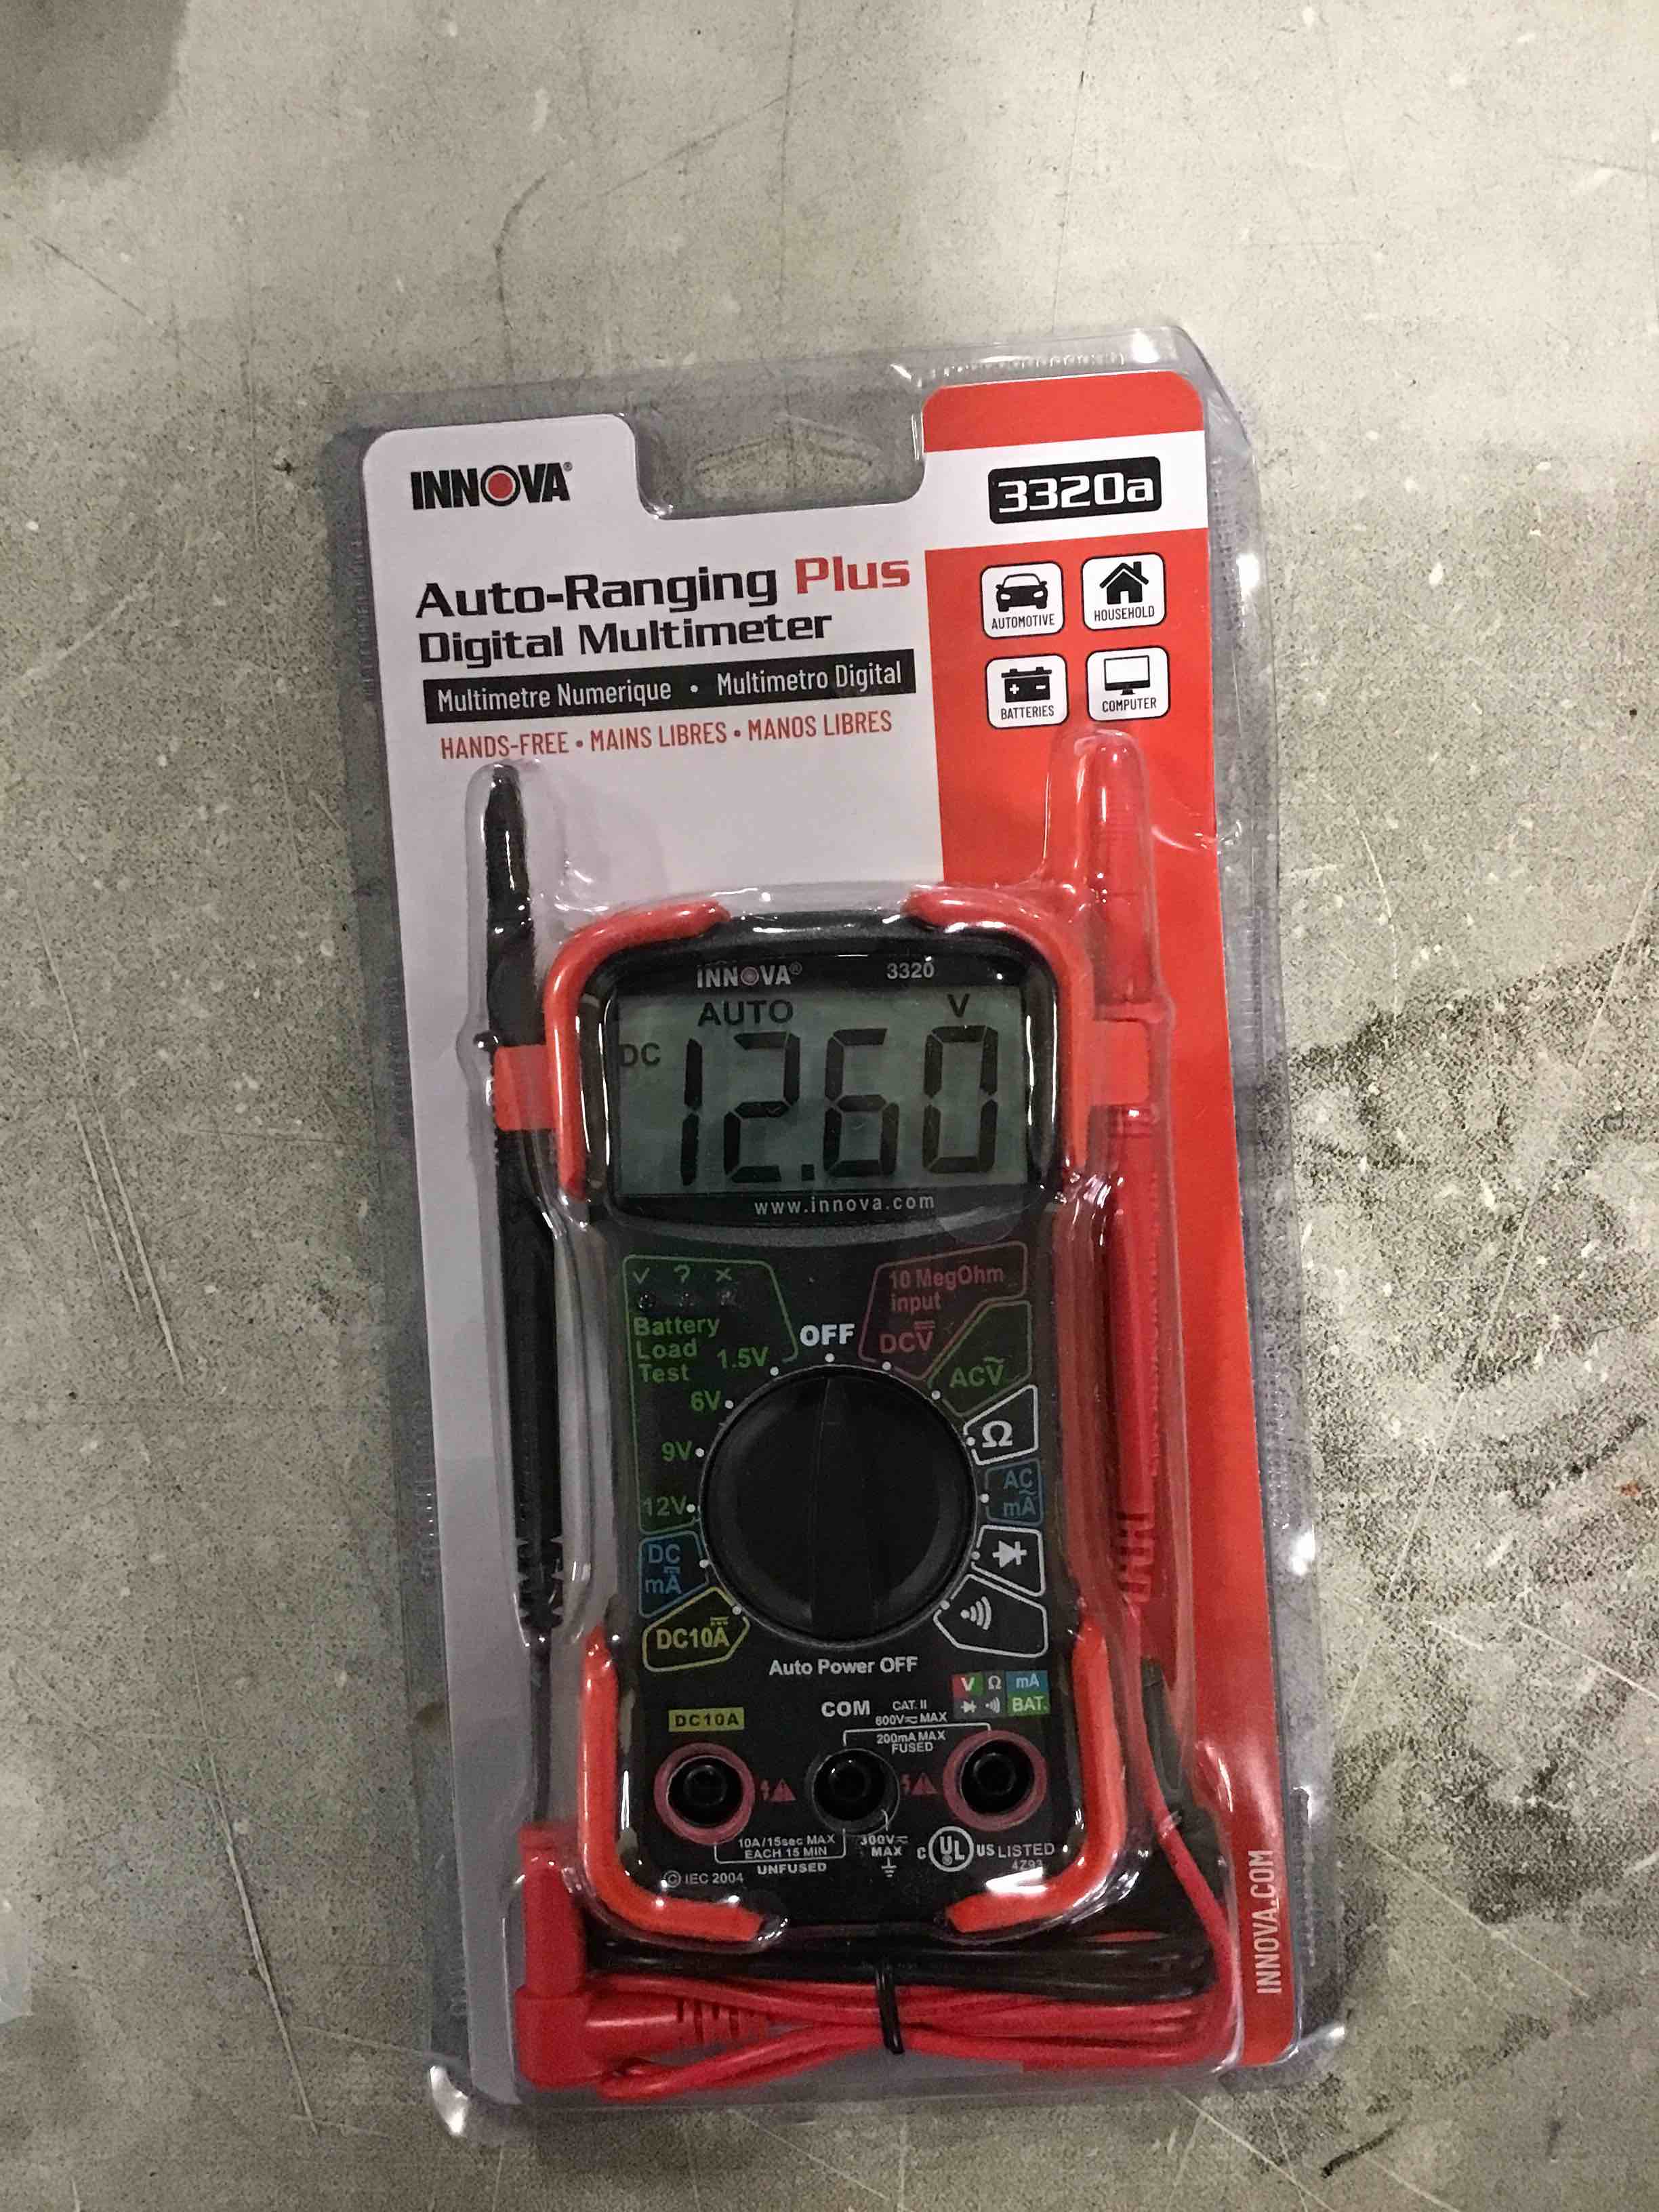 INNOVA®
3320a
Auto-Ranging Plus
Digital Multimeter
Multimetre Numerique • Multimetro Digital
HANDS-FREE • MAINS LIBRES • MANOS LIBRES
AUTOMOTIVE
HOUSEHOLD
BATTERIES
COMPUTER
INNOVA® 3320
AUTO V
DC 12.60
www.innova.com
✓ ? ✗
Battery
Load
Test
1.5V
6V
9V
12V
DC
mA
DC10A
OFF
10 MegOhm
input
DCV
ACV
Ω
AC
mA
Auto Power OFF
V Ω mA
BAT.
DC10A
COM
CAT. II
600V MAX
200mA MAX
FUSED
10A/15sec MAX
EACH 15 MIN
UNFUSED
300V
MAX
C UL® US LISTED
4Z93
© IEC 2004
INNOVA.COM